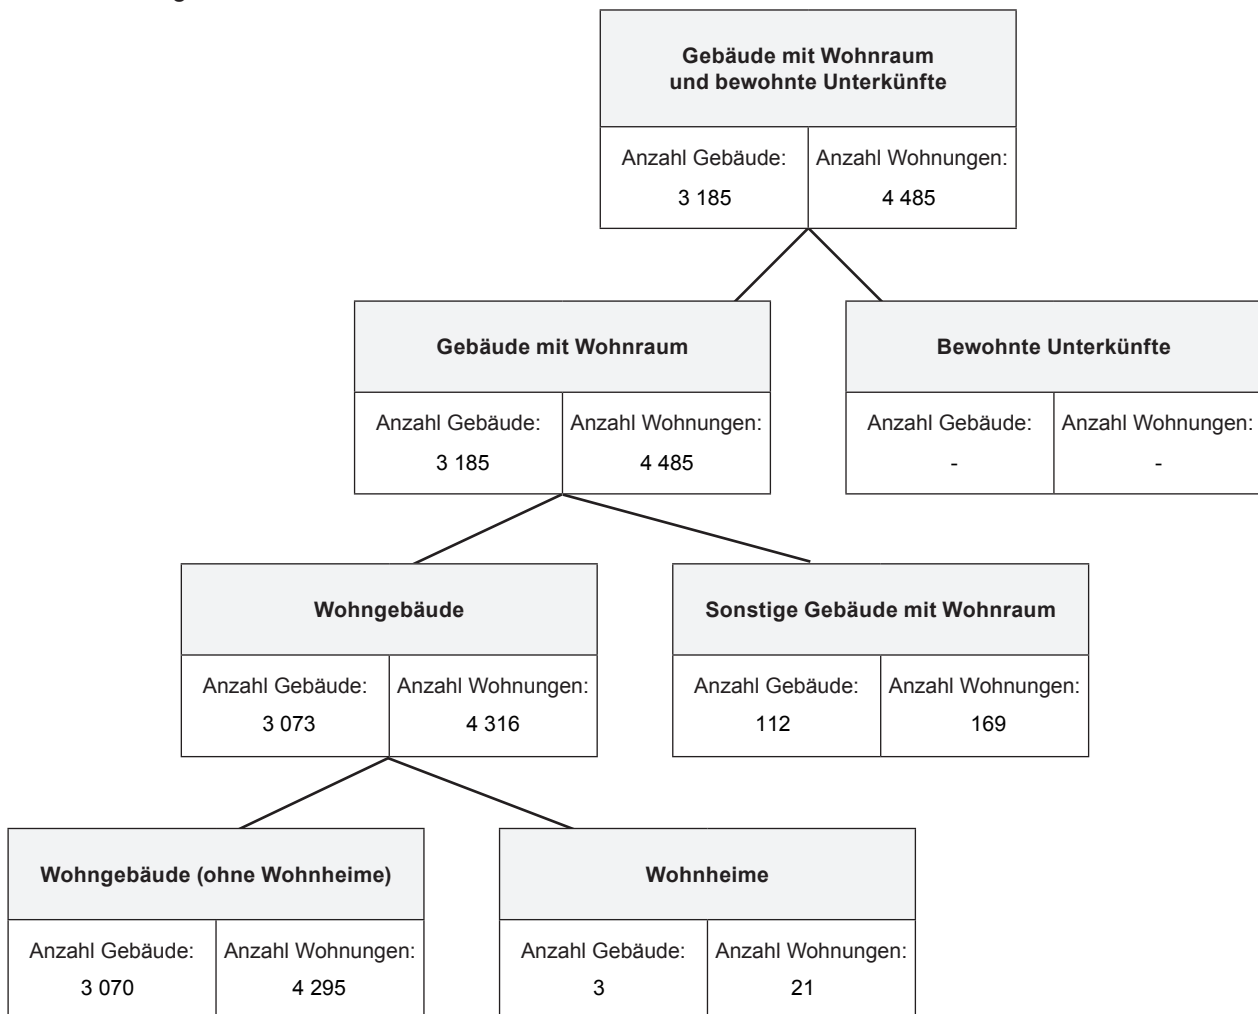 Gebäude mit Wohnraum
und bewohnte Unterkünfte
Anzahl Gebäude: Anzahl Wohnungen:
3 185 4 485
Gebäude mit Wohnraum
Anzahl Gebäude: Anzahl Wohnungen:
3 185 4 485
Bewohnte Unterkünfte
Anzahl Gebäude: Anzahl Wohnungen:
- -
Wohngebäude
Anzahl Gebäude: Anzahl Wohnungen:
3 073 4 316
Sonstige Gebäude mit Wohnraum
Anzahl Gebäude: Anzahl Wohnungen:
112 169
Wohngebäude (ohne Wohnheime)
Anzahl Gebäude: Anzahl Wohnungen:
3 070 4 295
Wohnheime
Anzahl Gebäude: Anzahl Wohnungen:
3 21